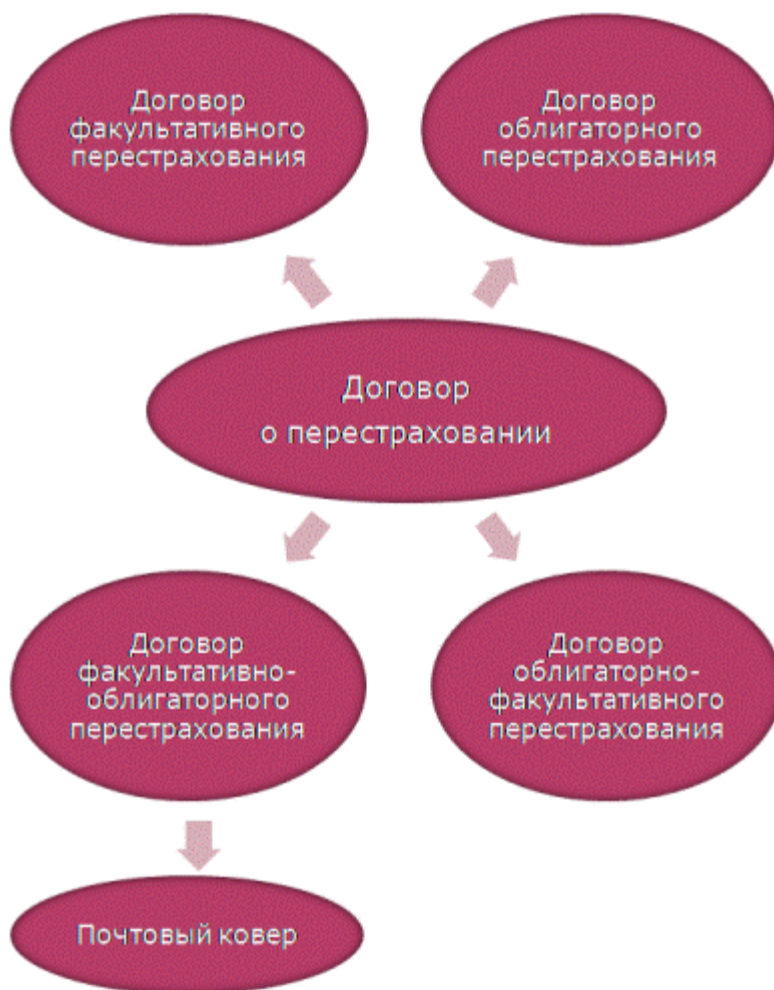 Договор
факультативного
перестрахования
Договор
облигаторного
перестрахования
Договор
о перестраховании
Договор
факультативно-
облигаторного
перестрахования
Договор
облигаторно-
факультативного
перестрахования
Почтовый ковер